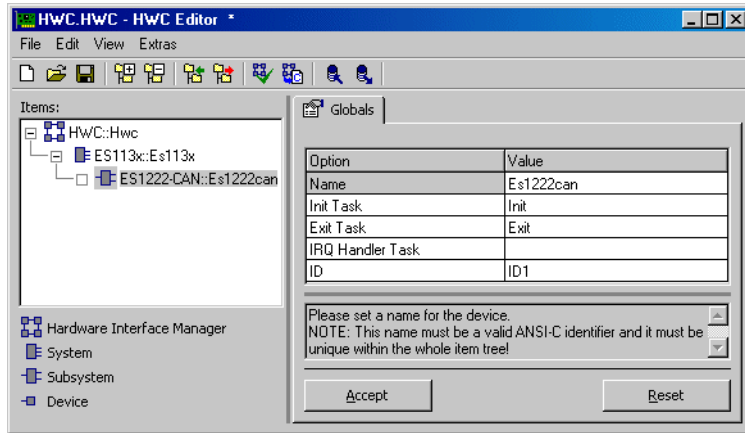 HWC.HWC - HWC Editor *
File Edit View Extras
Items:
HWC::Hwc
ES113x::Es113x
ES1222-CAN::Es1222can
Hardware Interface Manager
System
Subsystem
Device
Globals
Option Value
Name Es1222can
Init Task Init
Exit Task Exit
IRQ Handler Task
ID ID1
Please set a name for the device.
NOTE: This name must be a valid ANSI-C identifier and it must be
unique within the whole item tree!
Accept Reset